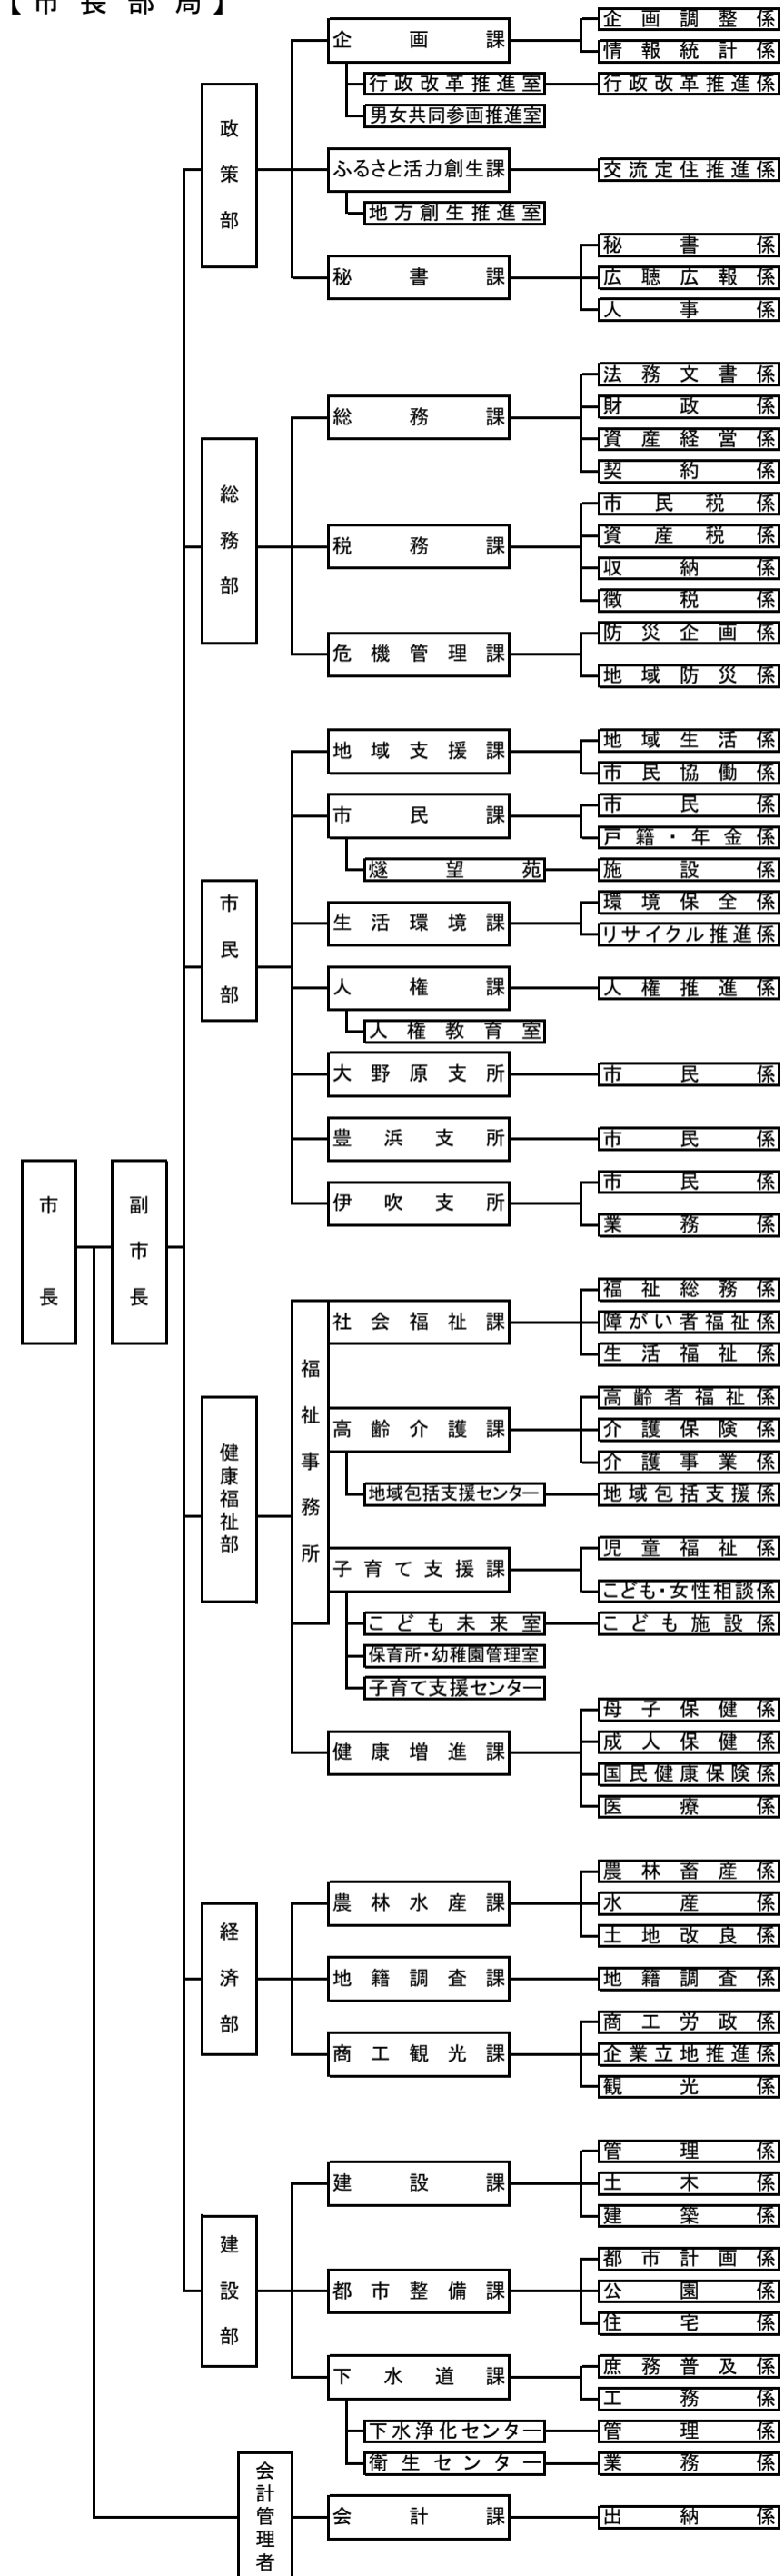 【市長部局】
市長
副市長
政策部
企画課
企画調整係
情報統計係
行政改革推進室
行政改革推進係
男女共同参画推進室
ふるさと活力創生課
交流定住推進係
地方創生推進室
秘書課
秘書係
広聴広報係
人事係
総務部
総務課
法務文書係
財政係
資産経営係
契約係
税務課
市民税係
資産税係
収納係
徴税係
危機管理課
防災企画係
地域防災係
市民部
地域支援課
地域生活係
市民協働係
市民課
市民係
戸籍・年金係
燧望苑
施設係
生活環境課
環境保全係
リサイクル推進係
人権課
人権推進係
人権教育室
大野原支所
市民係
豊浜支所
市民係
伊吹支所
市民係
業務係
健康福祉部
福祉事務所
社会福祉課
福祉総務係
障がい者福祉係
生活福祉係
高齢介護課
高齢者福祉係
介護保険係
介護事業係
地域包括支援センター
地域包括支援係
子育て支援課
児童福祉係
こども・女性相談係
こども未来室
こども施設係
保育所・幼稚園管理室
子育て支援センター
健康増進課
母子保健係
成人保健係
国民健康保険係
医療係
経済部
農林水産課
農林畜産係
水産係
土地改良係
地籍調査課
地籍調査係
商工観光課
商工労政係
企業立地推進係
観光係
建設部
建設課
管理係
土木係
建築係
都市整備課
都市計画係
公園係
住宅係
下水道課
庶務普及係
工務係
下水浄化センター
管理係
衛生センター
業務係
会計管理者
会計課
出納係